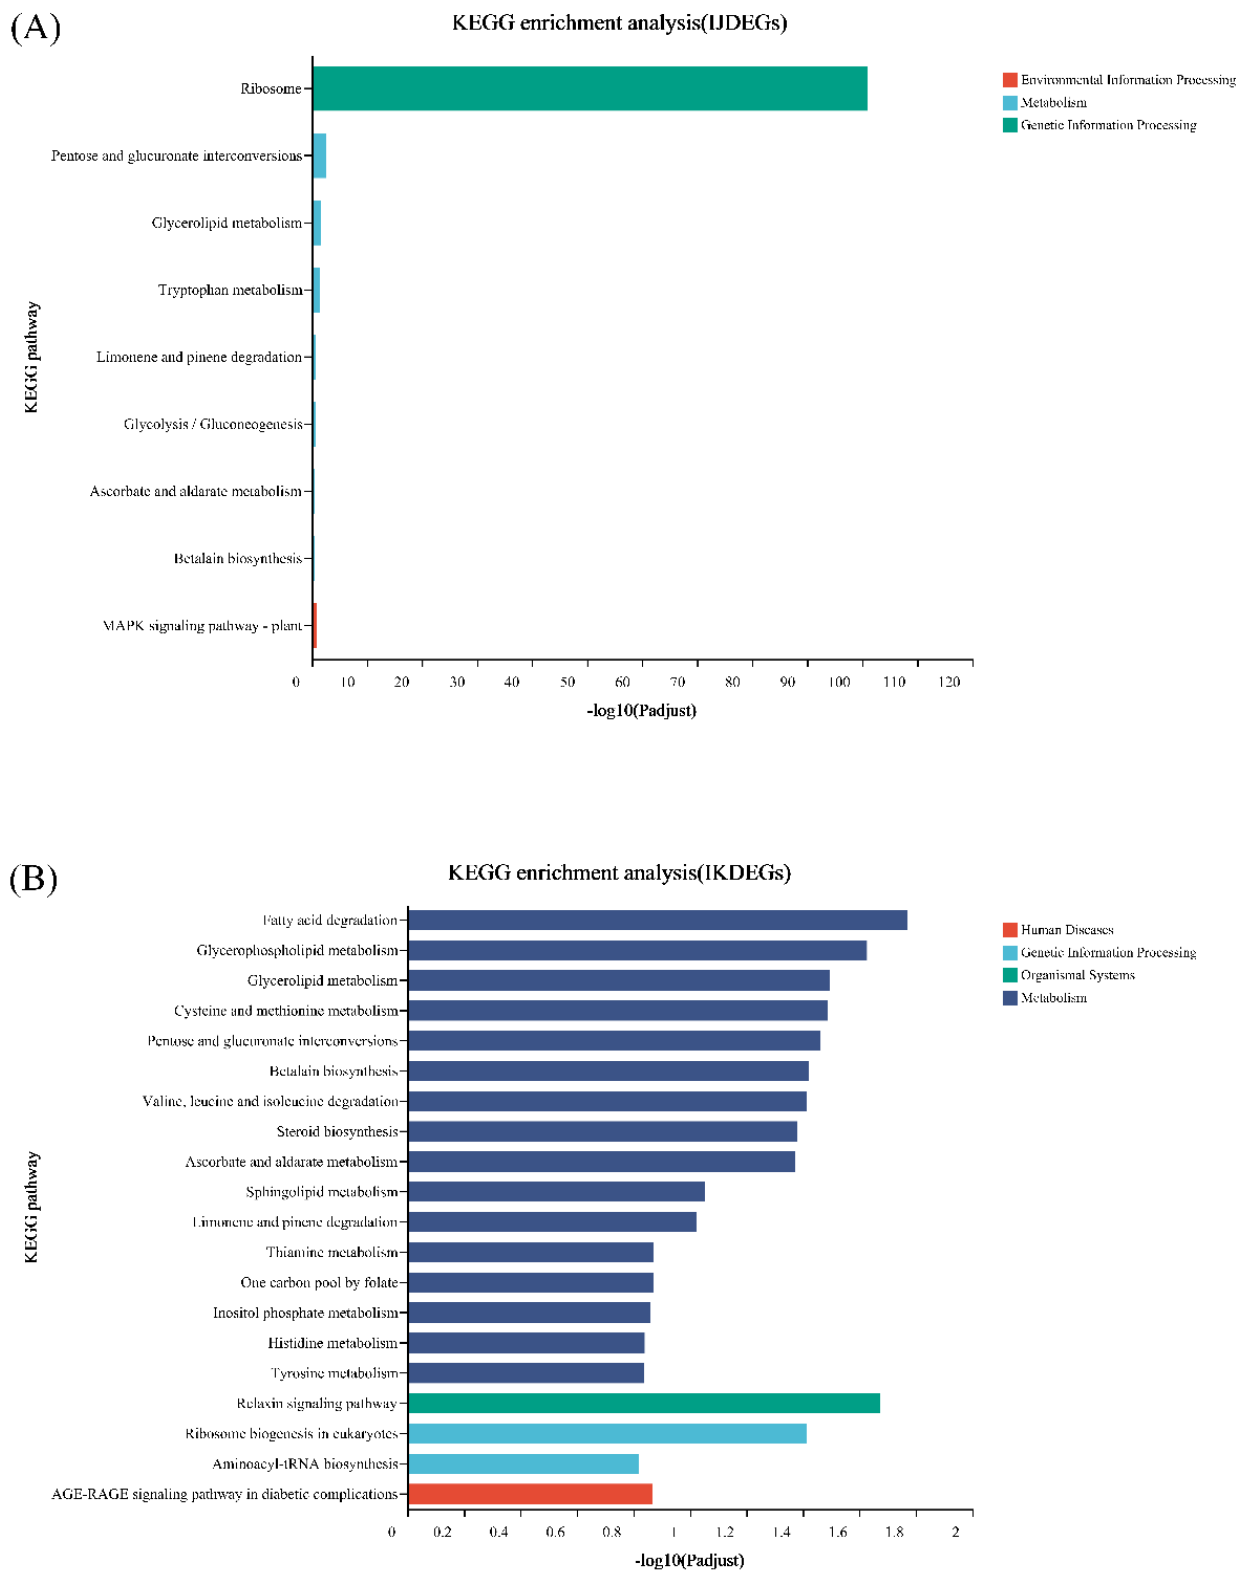 (A)
KEGG enrichment analysis(IJDEGs)
Ribosome
Pentose and glucuronate interconversions
Glycerolipid metabolism
Tryptophan metabolism
Limonene and pinene degradation
Glycolysis / Gluconeogenesis
Ascorbate and aldarate metabolism
Betalain biosynthesis
MAPK signaling pathway - plant
KEGG pathway
0 10 20 30 40 50 60 70 80 90 100 110 120
-log10(Padjust)
Environmental Information Processing
Metabolism
Genetic Information Processing
(B)
KEGG enrichment analysis(IKDEGs)
Fatty acid degradation
Glycerophospholipid metabolism
Glycerolipid metabolism
Cysteine and methionine metabolism
Pentose and glucuronate interconversions
Betalain biosynthesis
Valine, leucine and isoleucine degradation
Steroid biosynthesis
Ascorbate and aldarate metabolism
Sphingolipid metabolism
Limonene and pinene degradation
Thiamine metabolism
One carbon pool by folate
Inositol phosphate metabolism
Histidine metabolism
Tyrosine metabolism
Relaxin signaling pathway
Ribosome biogenesis in eukaryotes
Aminoacyl-tRNA biosynthesis
AGE-RAGE signaling pathway in diabetic complications
KEGG pathway
0 0.2 0.4 0.6 0.8 1 1.2 1.4 1.6 1.8 2
-log10(Padjust)
Human Diseases
Genetic Information Processing
Organismal Systems
Metabolism